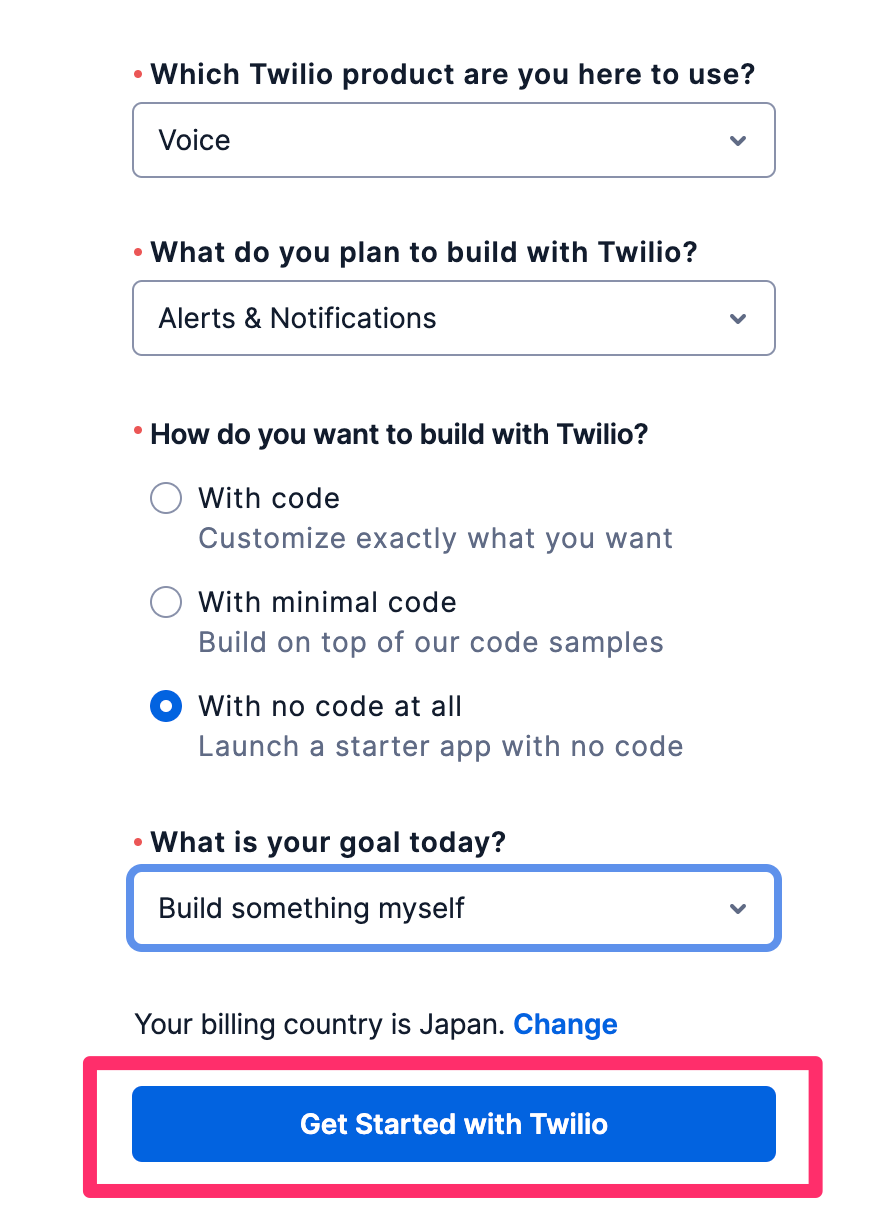 Which Twilio product are you here to use?
Voice
What do you plan to build with Twilio?
Alerts & Notifications
How do you want to build with Twilio?
With code
Customize exactly what you want
With minimal code
Build on top of our code samples
With no code at all
Launch a starter app with no code
What is your goal today?
Build something myself
Your billing country is Japan. Change
Get Started with Twilio